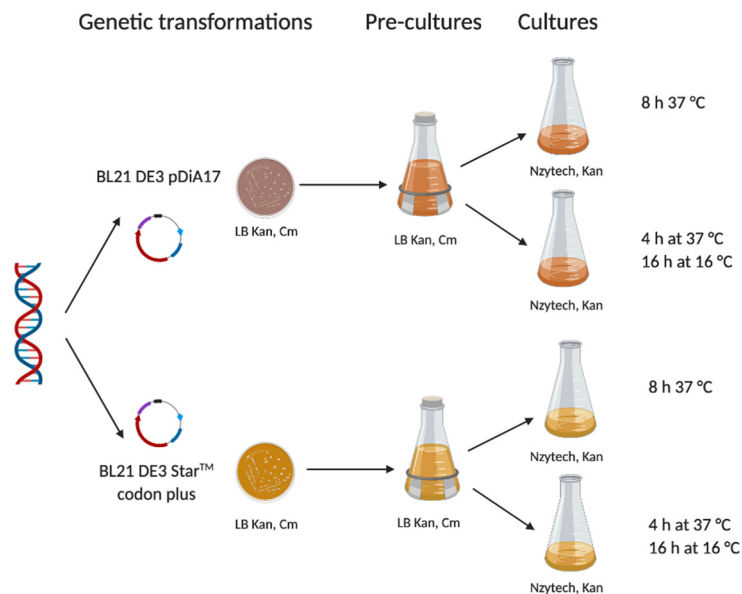 Genetic transformations
Pre-cultures
Cultures
8 h 37 °C
Nzytech, Kan
BL21 DE3 pDiA17
LB Kan, Cm
LB Kan, Cm
4 h at 37 °C
16 h at 16 °C
Nzytech, Kan
8 h 37 °C
Nzytech, Kan
BL21 DE3 Star™
codon plus
LB Kan, Cm
LB Kan, Cm
4 h at 37 °C
16 h at 16 °C
Nzytech, Kan